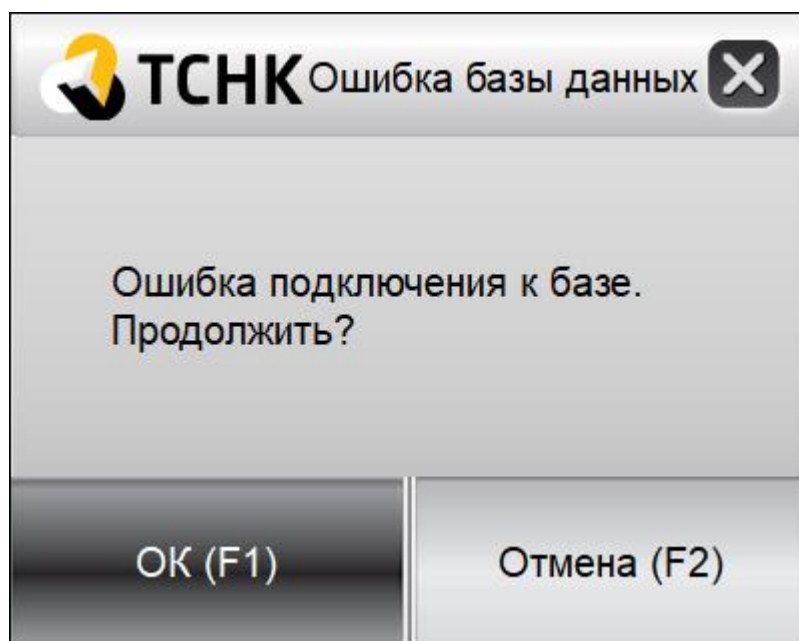 ТСНК Ошибка базы данных
Ошибка подключения к базе.
Продолжить?
ОК (F1)
Отмена (F2)